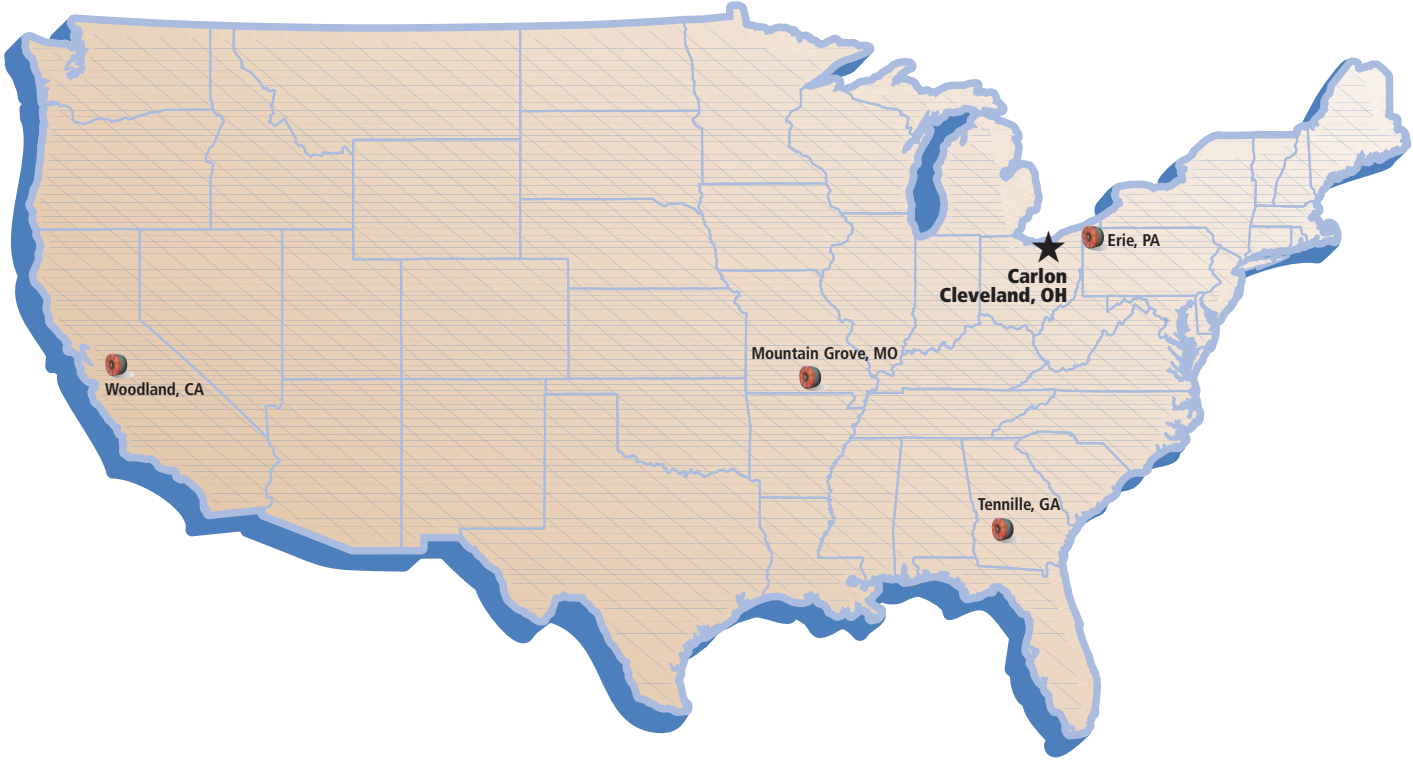 Erie, PA
Carlon
Cleveland, OH
Mountain Grove, MO
Woodland, CA
Tennille, GA